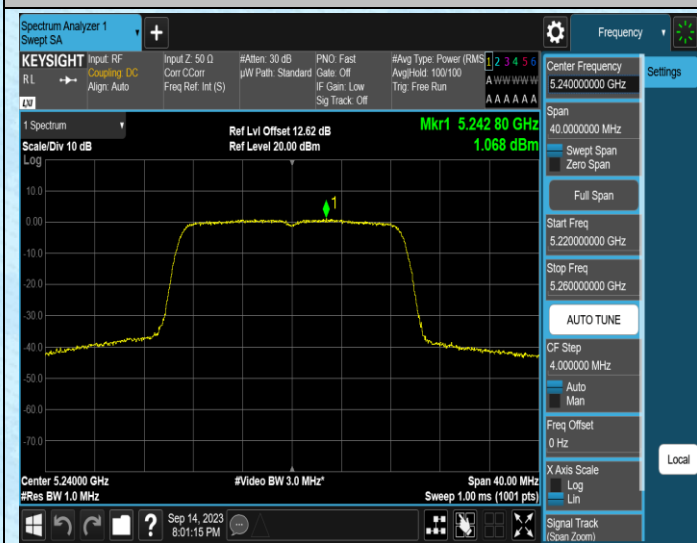 Spectrum Analyzer 1
Swept SA
Frequency
KEYSIGHT
RL
LXI
Input: RF
Coupling: DC
Align: Auto
Input Z: 50 Ω
Corr CCorr
Freq Ref: Int (S)
#Atten: 30 dB
µW Path: Standard
PNO: Fast
Gate: Off
IF Gain: Low
Sig Track: Off
#Avg Type: Power (RMS
Avg|Hold: 100/100
Trig: Free Run
1 2 3 4 5 6
A W W W W W
A A A A A A
1 Spectrum
Scale/Div 10 dB
Log
Ref Lvl Offset 12.62 dB
Ref Level 20.00 dBm
Mkr1 5.242 80 GHz
1.068 dBm
10.0
0.00
-10.0
-20.0
-30.0
-40.0
-50.0
-60.0
-70.0
1
Center 5.24000 GHz
#Res BW 1.0 MHz
#Video BW 3.0 MHz*
Span 40.00 MHz
Sweep 1.00 ms (1001 pts)
Sep 14, 2023
8:01:15 PM
Center Frequency
5.240000000 GHz
Span
40.0000000 MHz
Swept Span
Zero Span
Full Span
Start Freq
5.220000000 GHz
Stop Freq
5.260000000 GHz
AUTO TUNE
CF Step
4.000000 MHz
Auto
Man
Freq Offset
0 Hz
X Axis Scale
Log
Lin
Signal Track
(Span Zoom)
Settings
Local